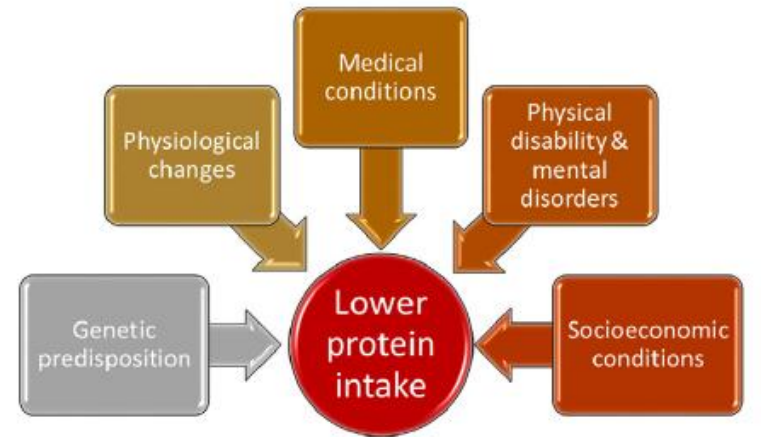 Medical
conditions
Physiological
changes
Physical
disability &
mental
disorders
Genetic
predisposition
Lower
protein
intake
Socioeconomic
conditions